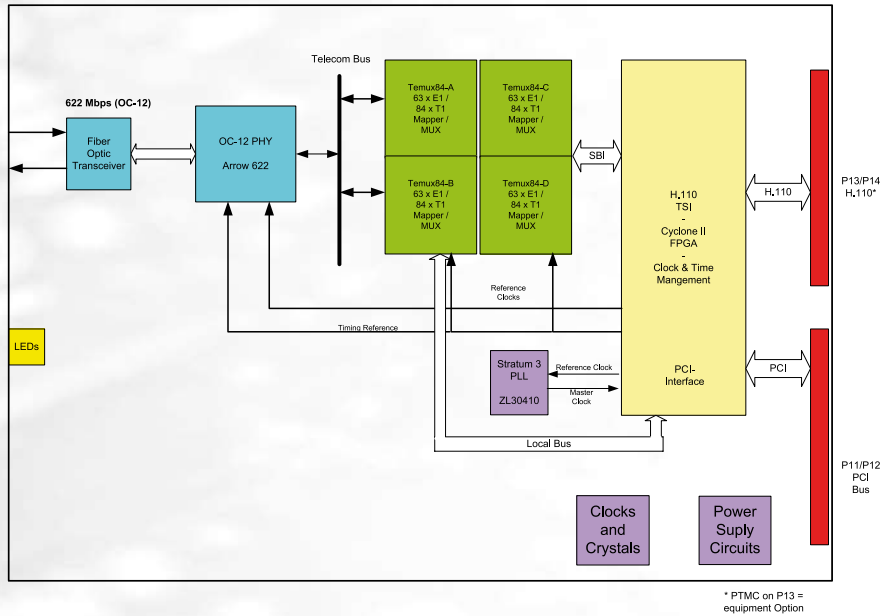 Telecom Bus
622 Mbps (OC-12)
Fiber
Optic
Transceiver
OC-12 PHY
Arrow 622
Temux84-A
63 x E1 /
84 x T1
Mapper /
MUX
Temux84-C
63 x E1 /
84 x T1
Mapper /
MUX
Temux84-B
63 x E1 /
84 x T1
Mapper /
MUX
Temux84-D
63 x E1 /
84 x T1
Mapper /
MUX
SBI
H.110
TSI
-
Cyclone II
FPGA
-
Clock & Time
Mangement
PCI-
Interface
H.110
P13/P14
H.110*
Reference
Clocks
Timing Reference
LEDs
Stratum 3
PLL
ZL30410
Reference Clock
Master
Clock
PCI
Local Bus
P11/P12
PCI
Bus
Clocks
and
Crystals
Power
Suply
Circuits
* PTMC on P13 =
equipment Option